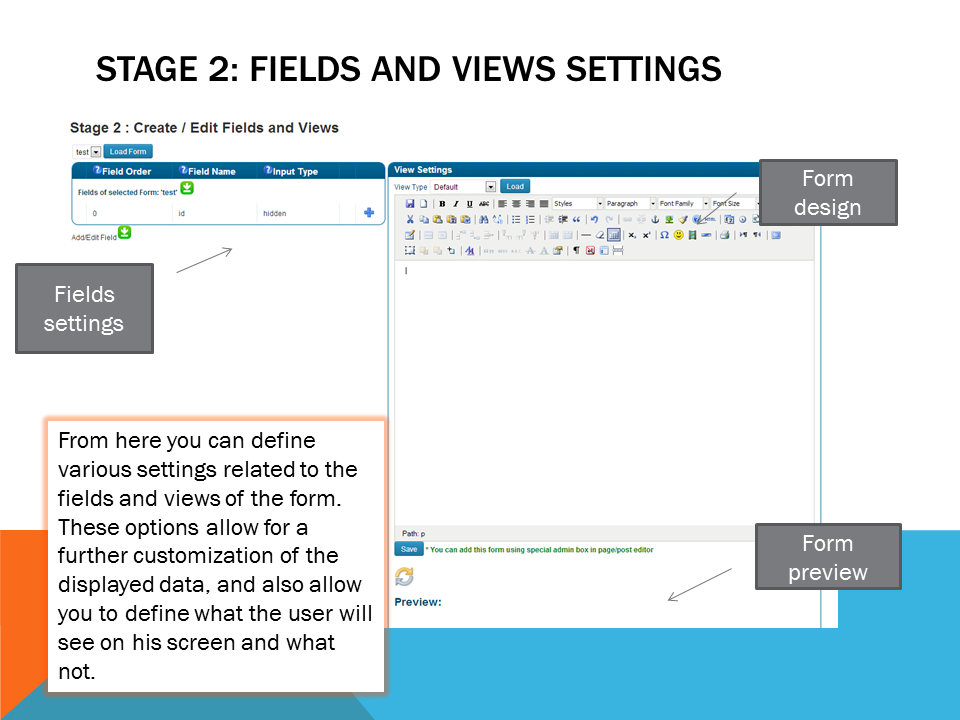 STAGE 2: FIELDS AND VIEWS SETTINGS
Stage 2 : Create / Edit Fields and Views
test Load Form
Field Order Field Name Input Type
Fields of selected Form: 'test'
0 id hidden
Add/Edit Field
View Settings
View Type Default Load
B I U ABC Styles Paragraph Font Family Font Size
HTML
Path: p
Save * You can add this form using special admin box in page/post editor
Preview:
Form
design
Fields
settings
Form
preview
From here you can define
various settings related to the
fields and views of the form.
These options allow for a
further customization of the
displayed data, and also allow
you to define what the user will
see on his screen and what
not.